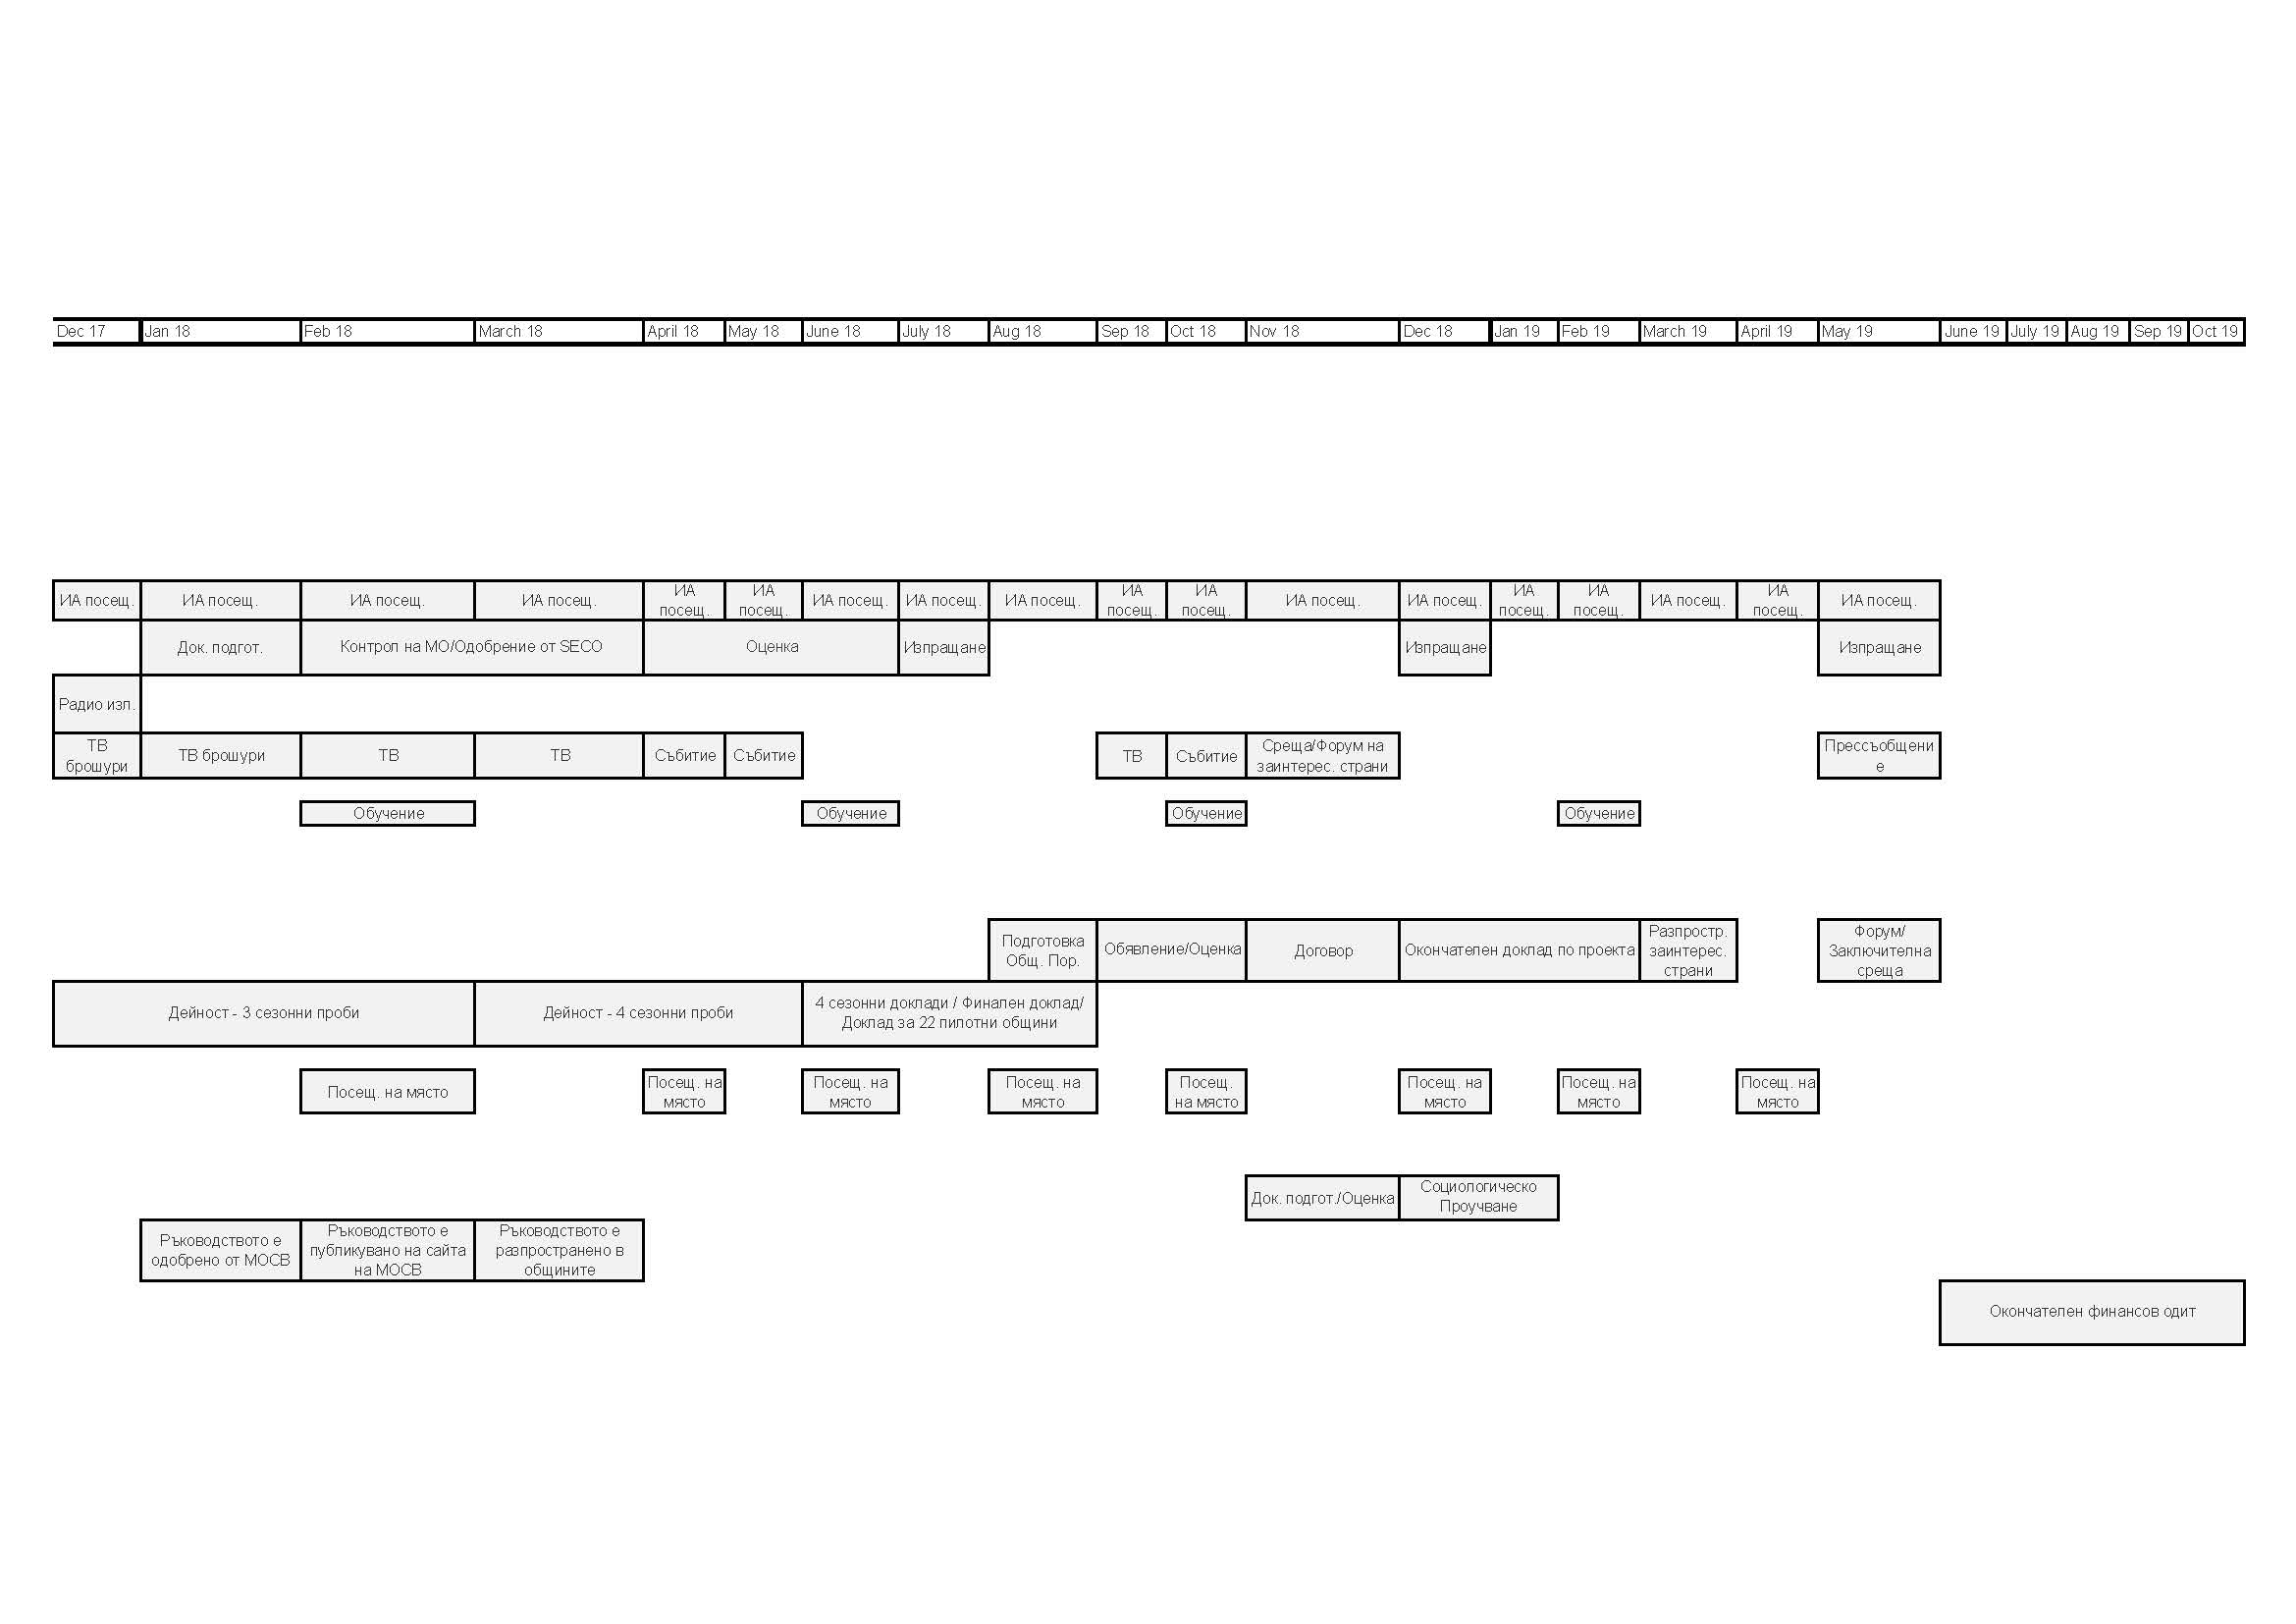 Dec 17 Jan 18 Feb 18 March 18 April 18 May 18 June 18 July 18 Aug 18 Sep 18 Oct 18 Nov 18 Dec 18 Jan 19 Feb 19 March 19 April 19 May 19 June 19 July 19 Aug 19 Sep 19 Oct 19
ИА посещ.
ИА посещ.
ИА посещ.
ИА посещ.
ИА
посещ.
ИА
посещ.
ИА посещ.
ИА посещ.
ИА посещ.
ИА
посещ.
ИА
посещ.
ИА посещ.
ИА посещ.
ИА
посещ.
ИА
посещ.
ИА посещ.
ИА
посещ.
ИА посещ.
Док. подгот.
Контрол на МО/Одобрение от SECO
Оценка
Изпращане
Изпращане
Изпращане
Радио изл.
ТВ
брошури
ТВ брошури
ТВ
ТВ
Събитие
Събитие
ТВ
Събитие
Среща/Форум на
заинтерес. страни
Прессъобщени
е
Обучение
Обучение
Обучение
Обучение
Подготовка
Общ. Пор.
Обявление/Оценка
Договор
Окончателен доклад по проекта
Разпростр.
заинтерес.
страни
Форум/
Заключителна
среща
Дейност - 3 сезонни проби
Дейност - 4 сезонни проби
4 сезонни доклади / Финален доклад/
Доклад за 22 пилотни общини
Посещ. на място
Посещ. на
място
Посещ. на
място
Посещ. на
място
Посещ.
на място
Посещ. на
място
Посещ. на
място
Посещ. на
място
Док. подгот./Оценка
Социологическо
Проучване
Ръководството е
одобрено от МОСВ
Ръководството е
публикувано на сайта
на МОСВ
Ръководството е
разпространено в
общините
Окончателен финансов одит